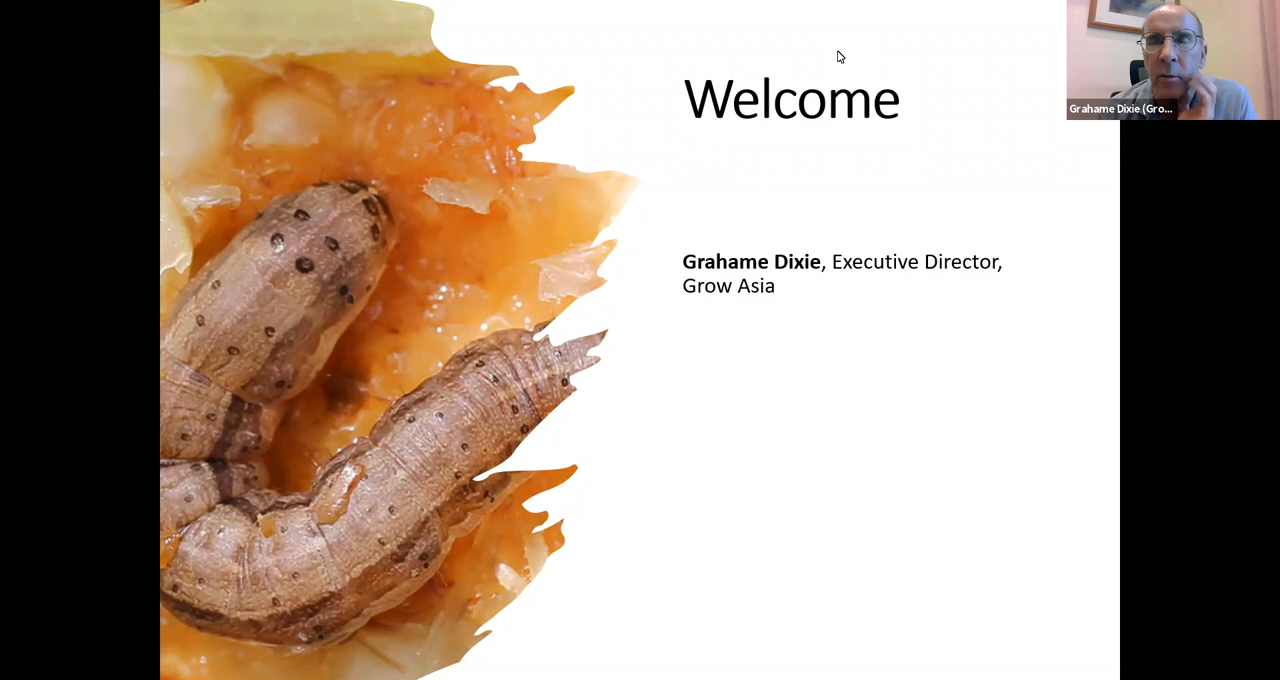 Welcome
Grahame Dixie (Gro...
Grahame Dixie, Executive Director,
Grow Asia